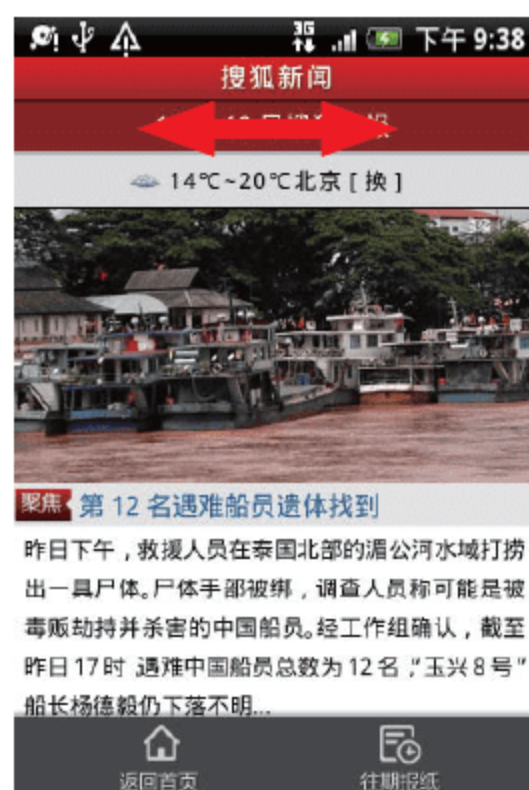 3G 下午 9:38
搜狐新闻
14℃~20℃北京 [ 换 ]
聚焦 第 12 名遇难船员遗体找到
昨日下午，救援人员在泰国北部的湄公河水域打捞
出一具尸体。尸体手部被绑，调查人员称可能是被
毒贩劫持并杀害的中国船员。经工作组确认，截至
昨日 17 时 遇难中国船员总数为 12 名，“玉兴 8 号”
船长杨德毅仍下落不明...
返回首页 往期报纸